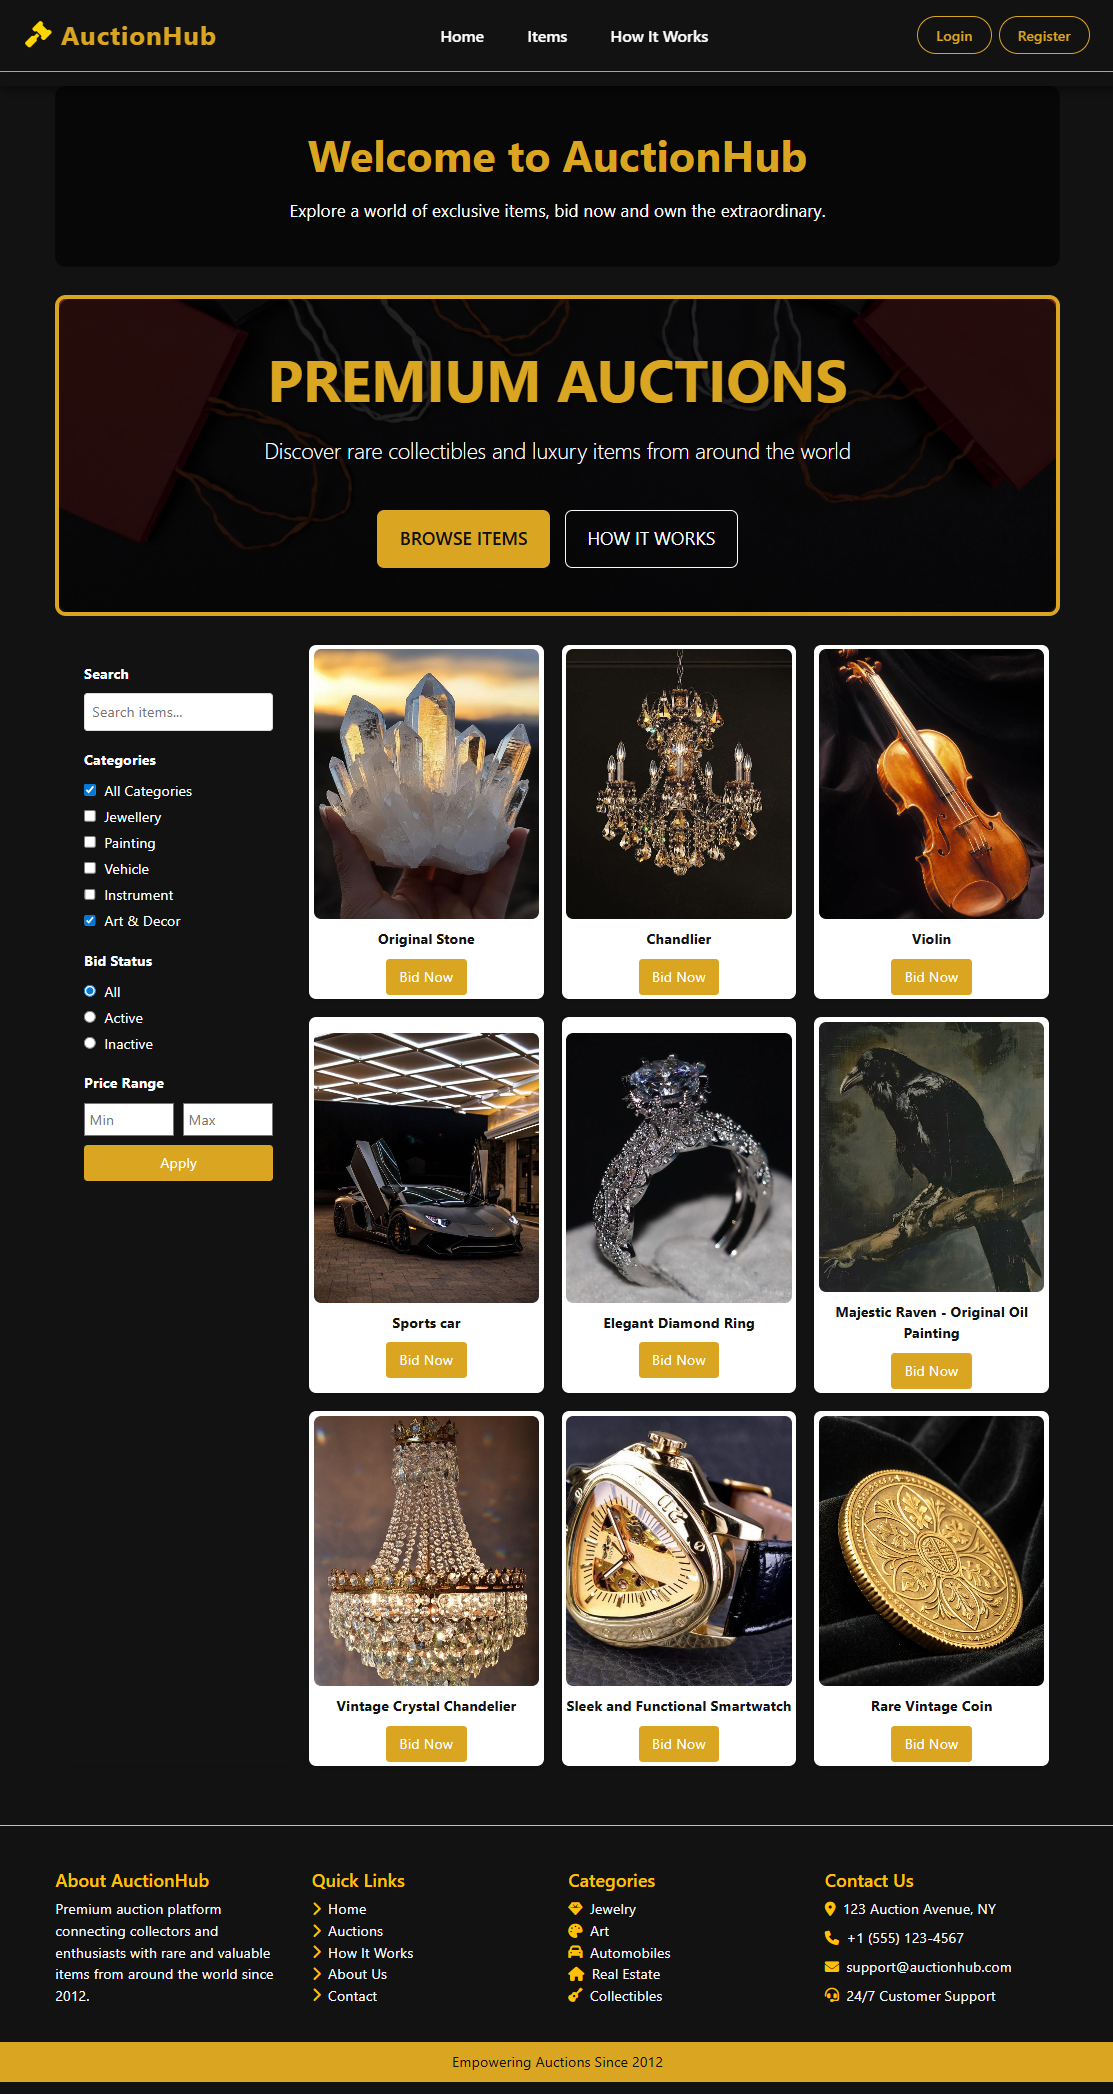 AuctionHub
Home
Items
How It Works
Login
Register
Welcome to AuctionHub
Explore a world of exclusive items, bid now and own the extraordinary.
PREMIUM AUCTIONS
Discover rare collectibles and luxury items from around the world
BROWSE ITEMS
HOW IT WORKS
Search
Search items...
Categories
All Categories
Jewellery
Painting
Vehicle
Instrument
Art & Decor
Bid Status
All
Active
Inactive
Price Range
Min
Max
Apply
Original Stone
Bid Now
Chandlier
Bid Now
Violin
Bid Now
Sports car
Bid Now
Elegant Diamond Ring
Bid Now
Majestic Raven - Original Oil
Painting
Bid Now
Vintage Crystal Chandelier
Bid Now
Sleek and Functional Smartwatch
Bid Now
Rare Vintage Coin
Bid Now
About AuctionHub
Premium auction platform
connecting collectors and
enthusiasts with rare and valuable
items from around the world since
2012.
Quick Links
Home
Auctions
How It Works
About Us
Contact
Categories
Jewelry
Art
Automobiles
Real Estate
Collectibles
Contact Us
123 Auction Avenue, NY
+1 (555) 123-4567
support@auctionhub.com
24/7 Customer Support
Empowering Auctions Since 2012